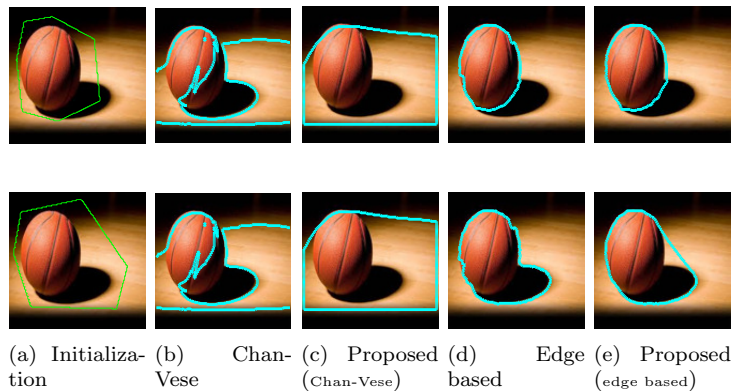 (a) Initializa-
tion
(b) Chan-
Vese
(c) Proposed
(Chan-Vese)
(d) Edge
based
(e) Proposed
(edge based)